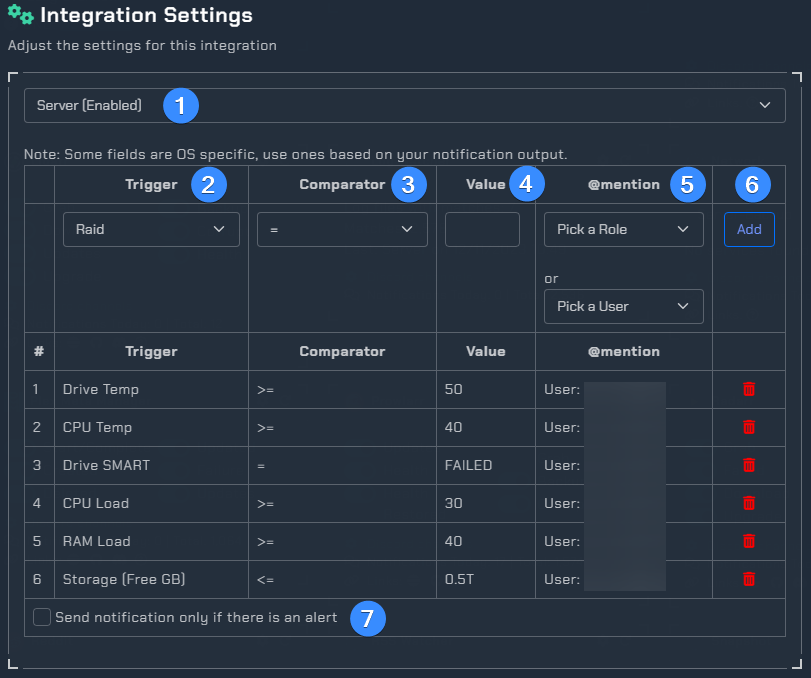 Integration Settings
Adjust the settings for this integration
Server (Enabled) 1
Note: Some fields are OS specific, use ones based on your notification output.
Trigger 2 Comparator 3 Value 4 @mention 5 6
Raid = Pick a Role Add
or
Pick a User
# Trigger Comparator Value @mention
1 Drive Temp >= 50 User:
2 CPU Temp >= 40 User:
3 Drive SMART = FAILED User:
4 CPU Load >= 30 User:
5 RAM Load >= 40 User:
6 Storage (Free GB) <= 0.5T User:
Send notification only if there is an alert 7